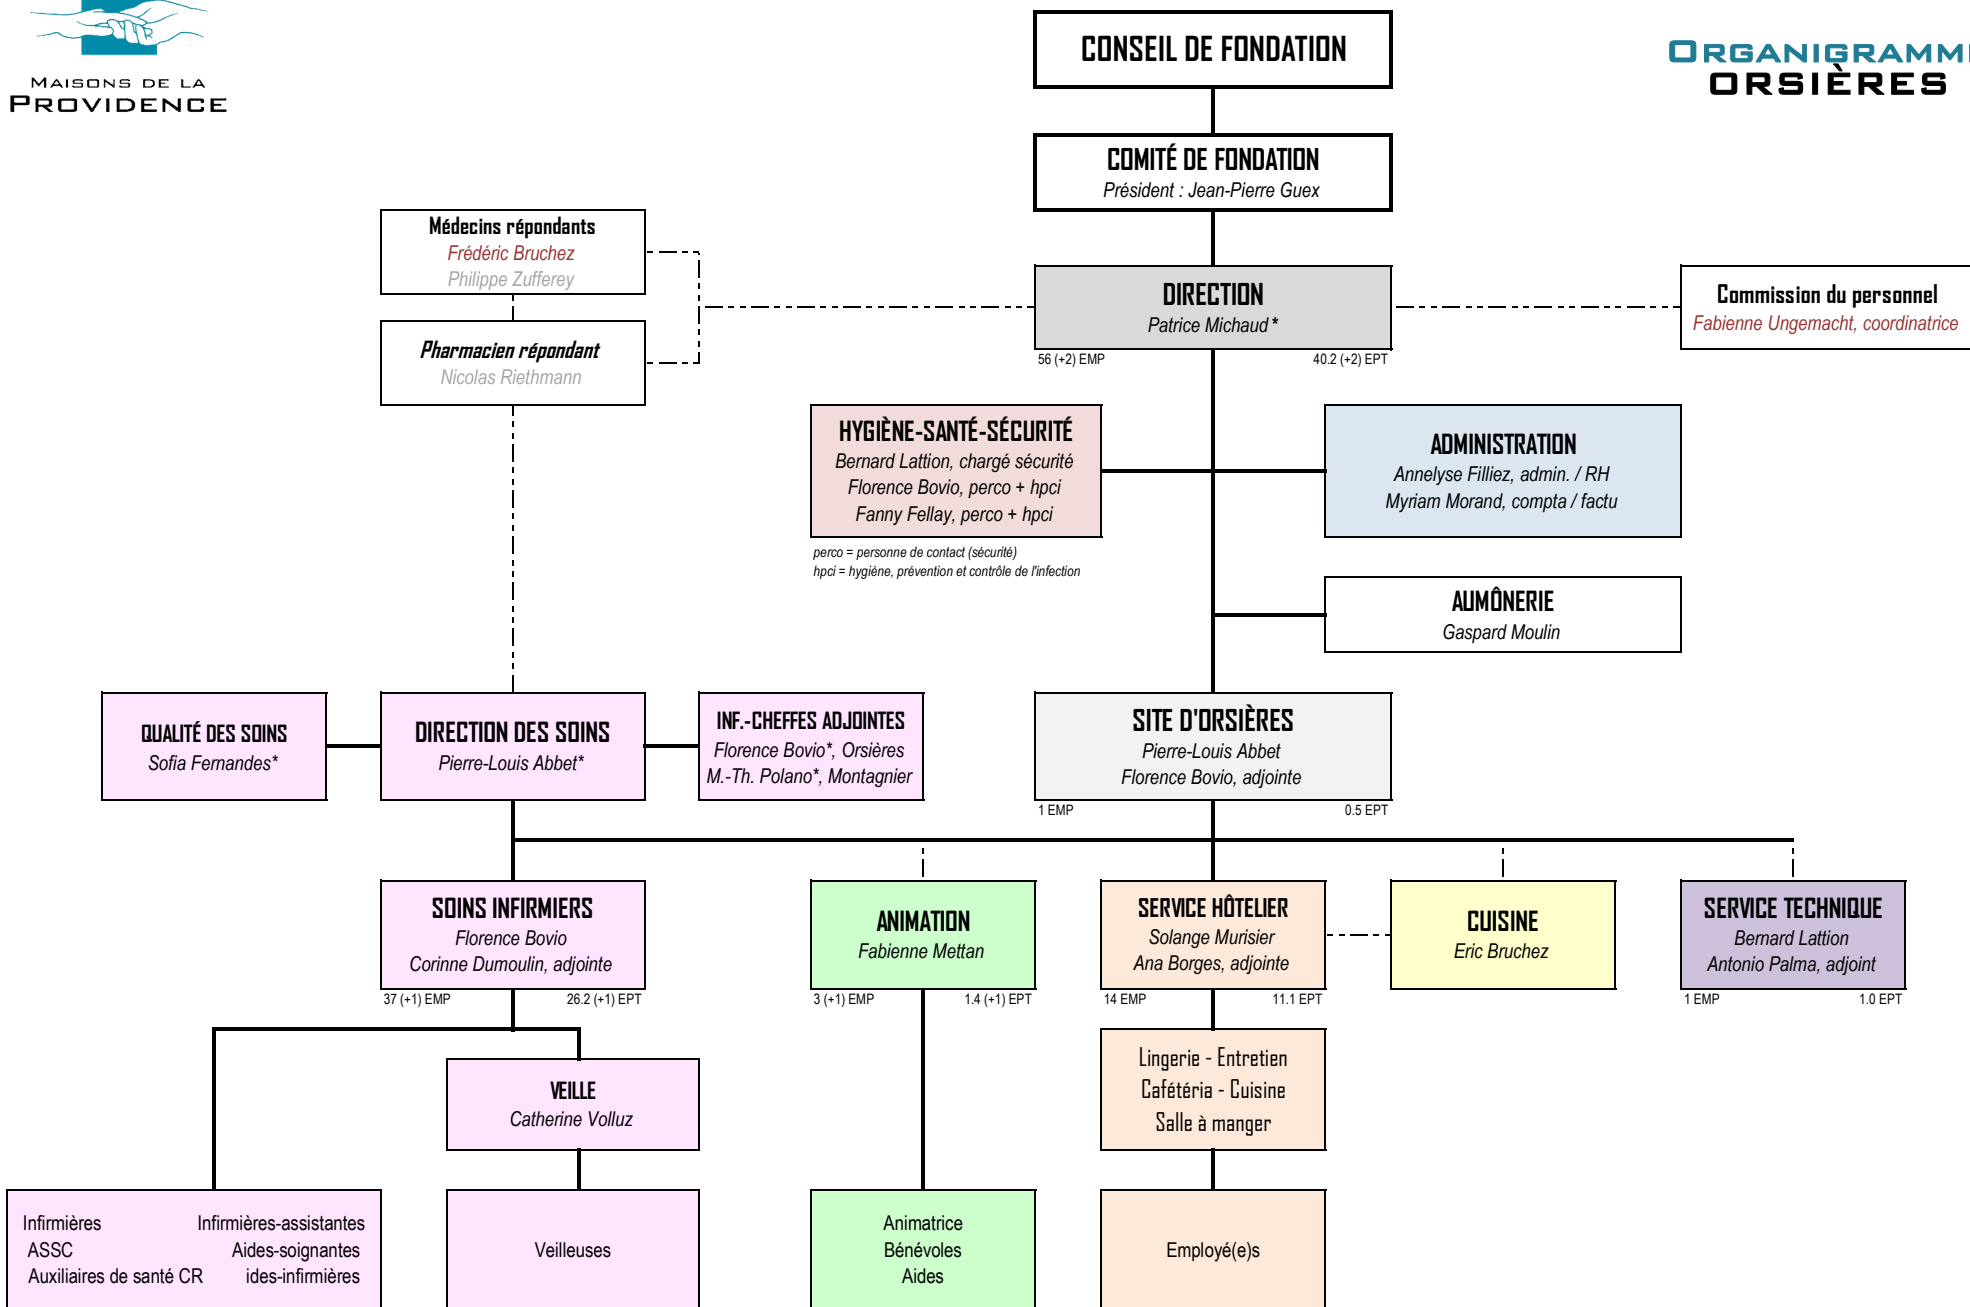 MAISONS DE LA
PROVIDENCE
ORGANIGRAMM
ORSIÈRES
CONSEIL DE FONDATION
COMITÉ DE FONDATION
Président : Jean-Pierre Guex
Médecins répondants
Frédéric Bruchez
Philippe Zufferey
Pharmacien répondant
Nicolas Riethmann
DIRECTION
Patrice Michaud *
56 (+2) EMP
40.2 (+2) EPT
Commission du personnel
Fabienne Ungemacht, coordinatrice
HYGIÈNE-SANTÉ-SÉCURITÉ
Bernard Lattion, chargé sécurité
Florence Bovio, perco + hpci
Fanny Fellay, perco + hpci
perco = personne de contact (sécurité)
hpci = hygiène, prévention et contrôle de l'infection
ADMINISTRATION
Annelyse Filliez, admin. / RH
Myriam Morand, compta / factu
AUMÔNERIE
Gaspard Moulin
QUALITÉ DES SOINS
Sofia Fernandes*
DIRECTION DES SOINS
Pierre-Louis Abbet*
INF.-CHEFFES ADJOINTES
Florence Bovio*, Orsières
M.-Th. Polano*, Montagnier
SITE D'ORSIÈRES
Pierre-Louis Abbet
Florence Bovio, adjointe
1 EMP
0.5 EPT
SOINS INFIRMIERS
Florence Bovio
Corinne Dumoulin, adjointe
37 (+1) EMP
26.2 (+1) EPT
ANIMATION
Fabienne Mettan
3 (+1) EMP
1.4 (+1) EPT
SERVICE HÔTELIER
Solange Murisier
Ana Borges, adjointe
14 EMP
11.1 EPT
CUISINE
Eric Bruchez
SERVICE TECHNIQUE
Bernard Lattion
Antonio Palma, adjoint
1 EMP
1.0 EPT
VEILLE
Catherine Volluz
Lingerie - Entretien
Cafétéria - Cuisine
Salle à manger
Infirmières Infirmières-assistantes
ASSC Aides-soignantes
Auxiliaires de santé CR ides-infirmières
Veilleuses
Animatrice
Bénévoles
Aides
Employé(e)s